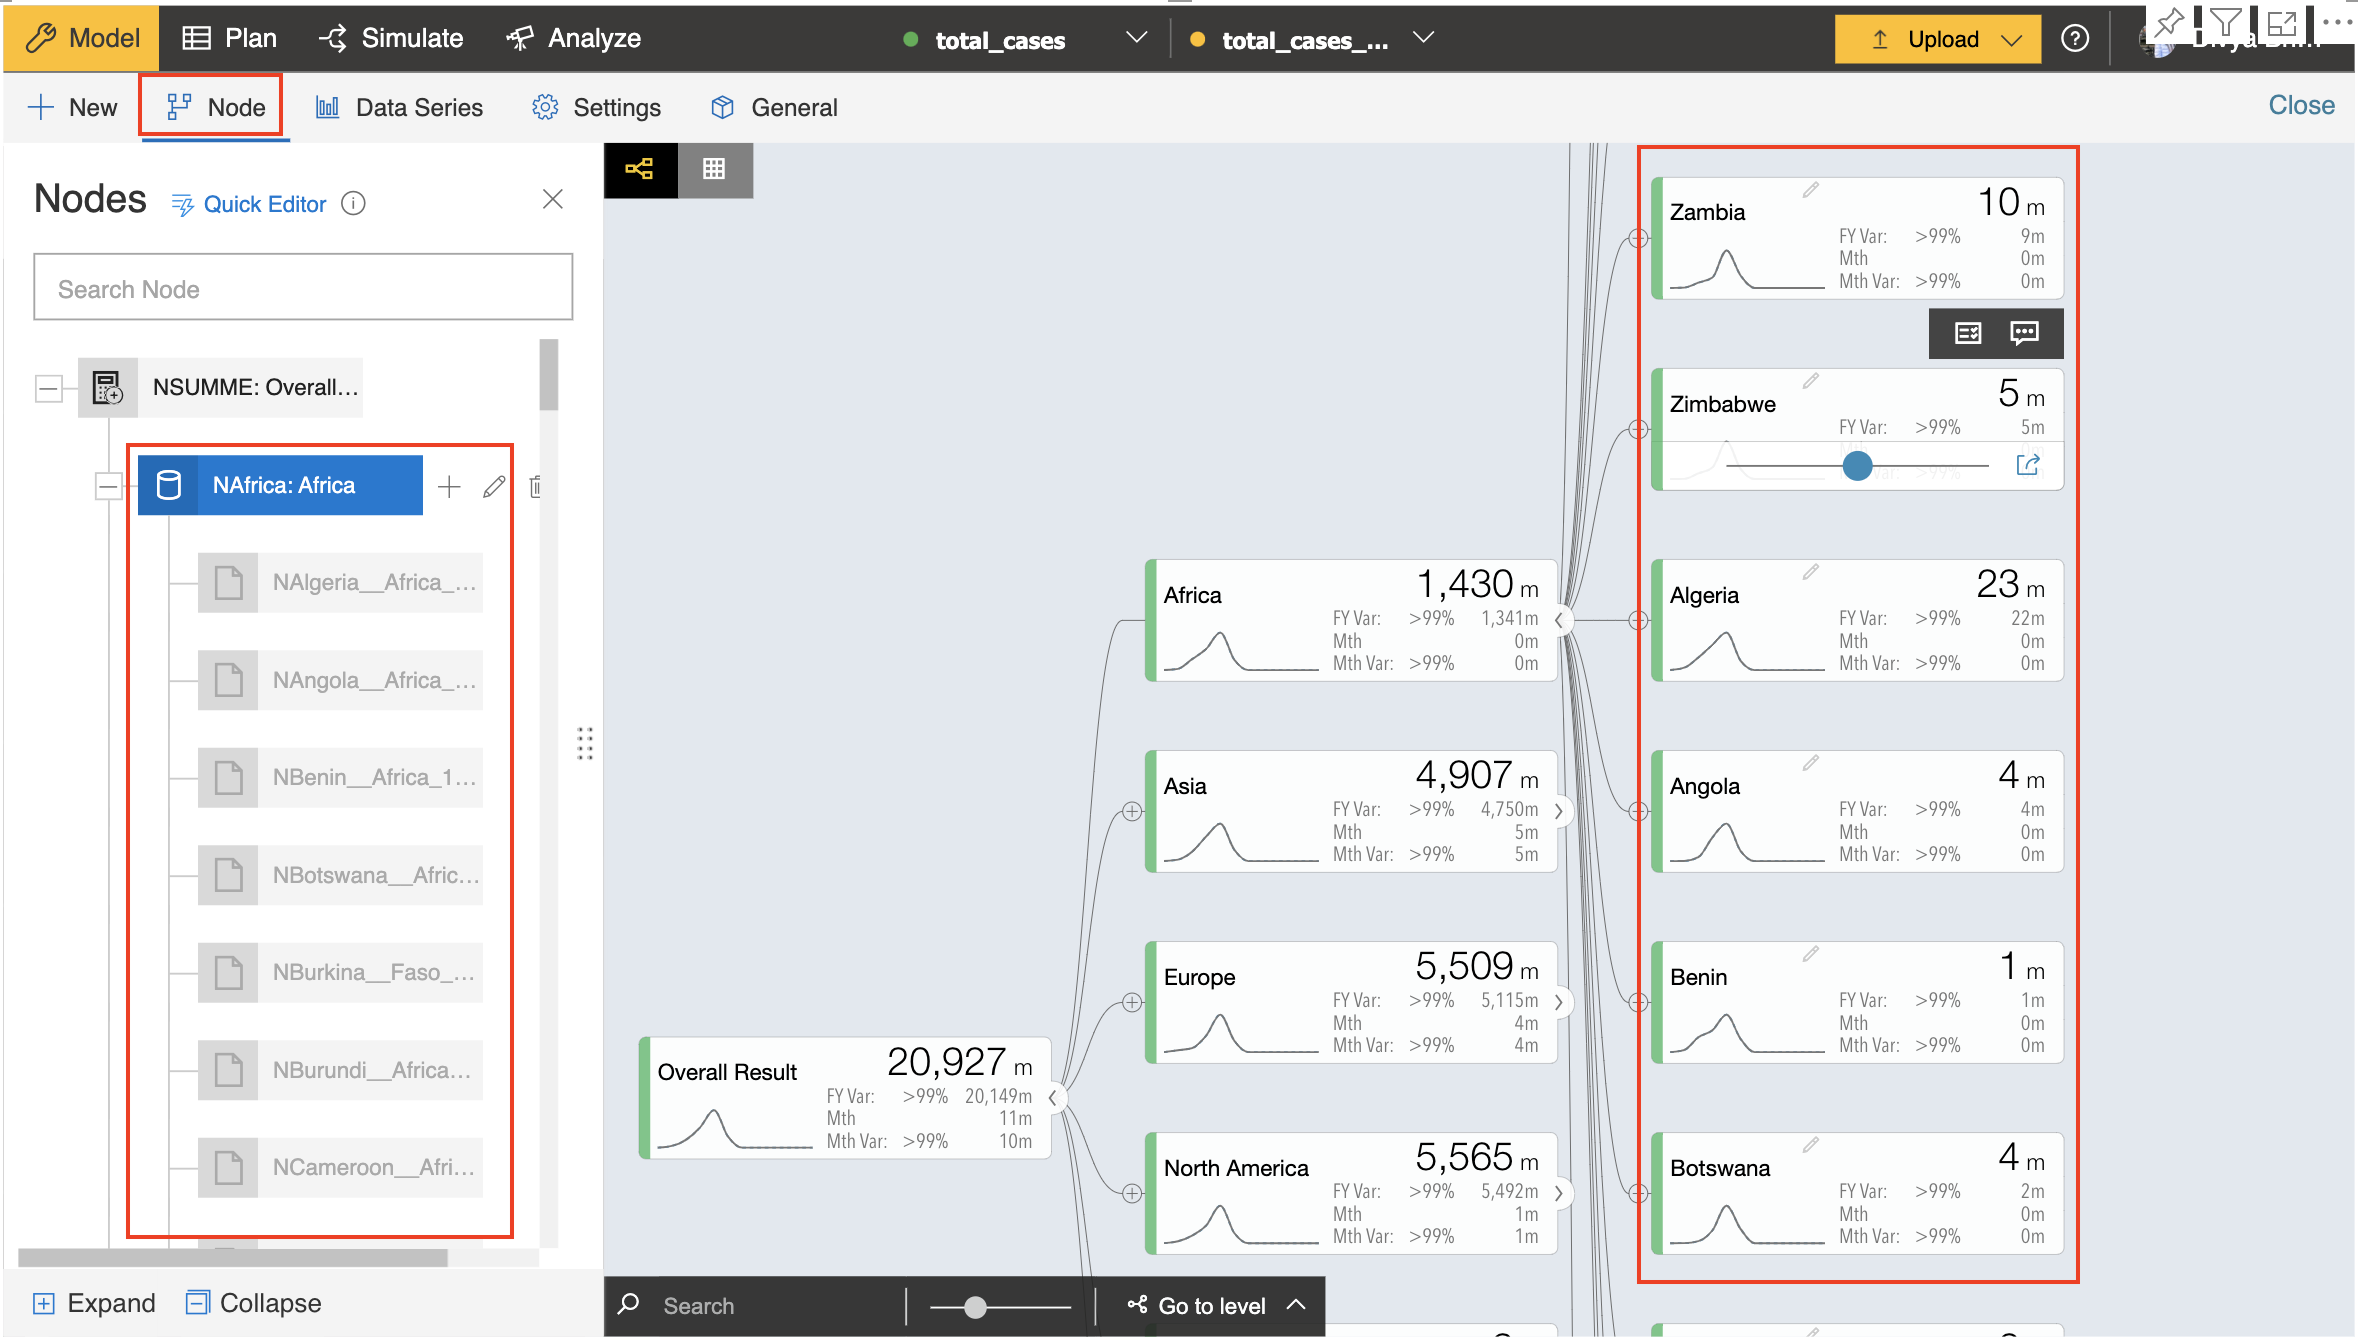 Model
Plan
Simulate
Analyze
total_cases
total_cases_...
Upload
New
Node
Data Series
Settings
General
Close
Nodes
Quick Editor
Search Node
NSUMME: Overall...
NAfrica: Africa
NAlgeria__Africa_...
NAngola__Africa_...
NBenin__Africa_1...
NBotswana__Afric...
NBurkina__Faso_...
NBurundi__Africa...
NCameroon__Afri...
Expand
Collapse
Overall Result
20,927 m
FY Var: >99% 20,149m
Mth 11m
Mth Var: >99% 10m
Africa
1,430 m
FY Var: >99% 1,341m
Mth 0m
Mth Var: >99% 0m
Asia
4,907 m
FY Var: >99% 4,750m
Mth 5m
Mth Var: >99% 5m
Europe
5,509 m
FY Var: >99% 5,115m
Mth 4m
Mth Var: >99% 4m
North America
5,565 m
FY Var: >99% 5,492m
Mth 1m
Mth Var: >99% 1m
Zambia
10 m
FY Var: >99% 9m
Mth 0m
Mth Var: >99% 0m
Zimbabwe
5 m
FY Var: >99% 5m
Algeria
23 m
FY Var: >99% 22m
Mth 0m
Mth Var: >99% 0m
Angola
4 m
FY Var: >99% 4m
Mth 0m
Mth Var: >99% 0m
Benin
1 m
FY Var: >99% 1m
Mth 0m
Mth Var: >99% 0m
Botswana
4 m
FY Var: >99% 2m
Mth 0m
Mth Var: >99% 0m
Search
Go to level